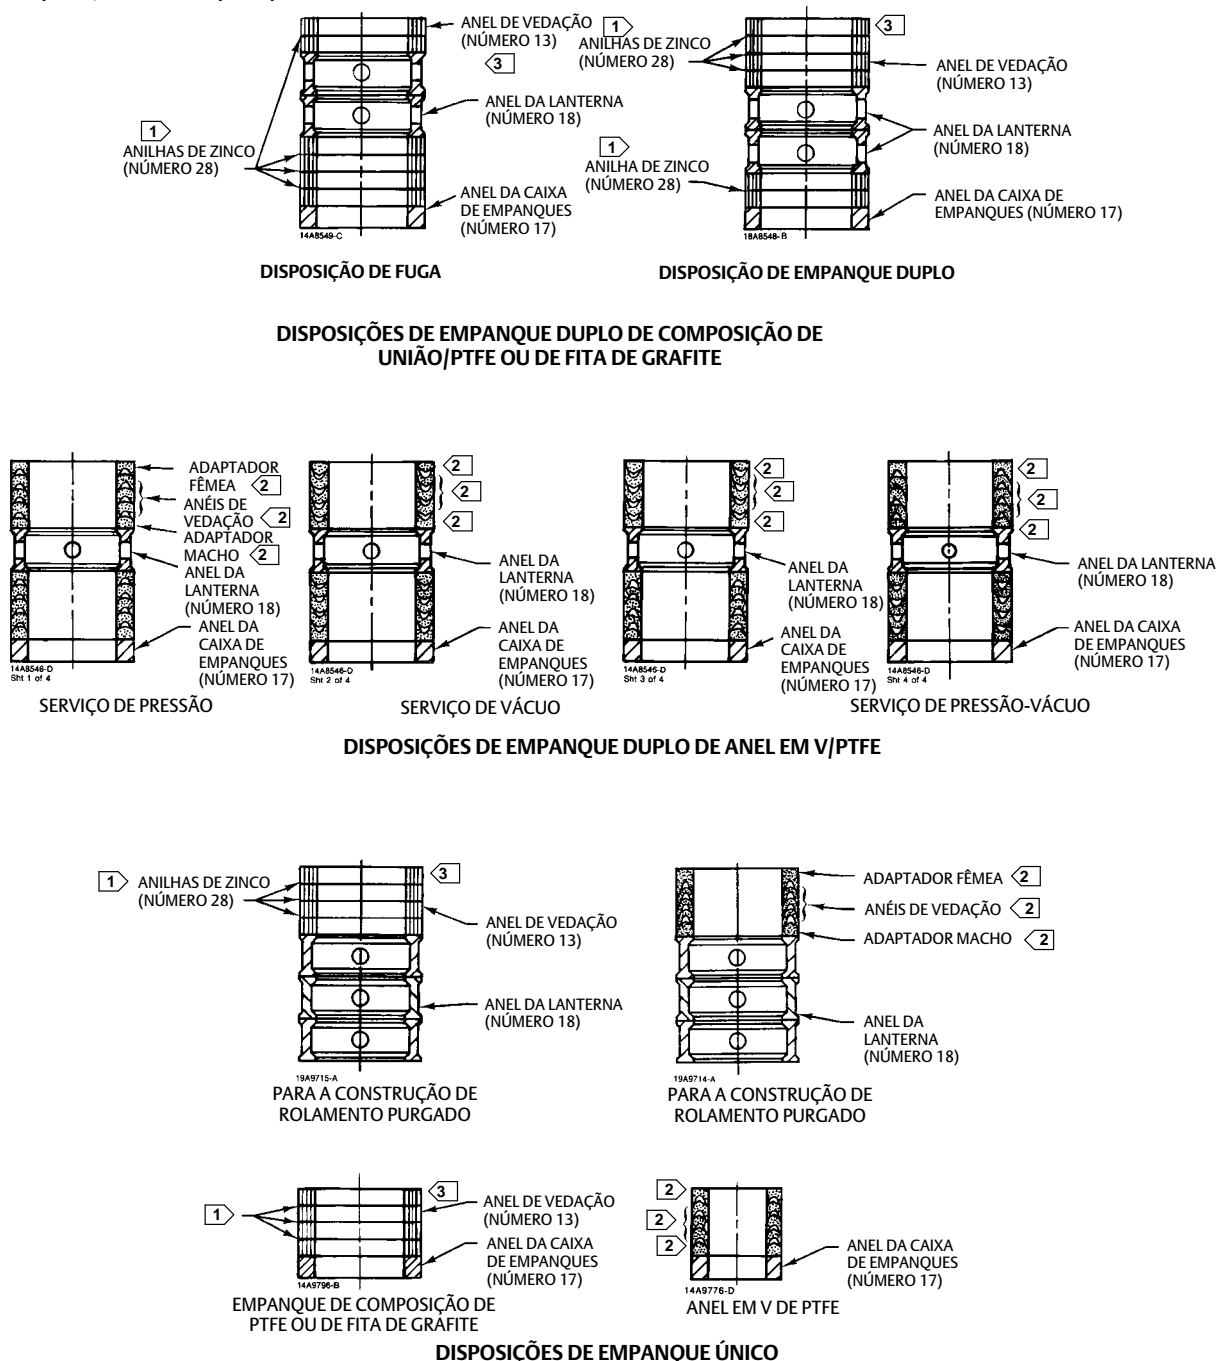 ANEL DE VEDAÇÃO
(NÚMERO 13)
3
1
ANILHAS DE ZINCO
(NÚMERO 28)
ANEL DA LANTERNA
(NÚMERO 18)
ANEL DA CAIXA
DE EMPANQUES
(NÚMERO 17)
14A8549-C
DISPOSIÇÃO DE FUGA
1
ANILHAS DE ZINCO
(NÚMERO 28)
3
ANEL DE VEDAÇÃO
(NÚMERO 13)
ANEL DA LANTERNA
(NÚMERO 18)
1
ANILHA DE ZINCO
(NÚMERO 28)
ANEL DA CAIXA DE
EMPANQUES (NÚMERO 17)
18A8548-B
DISPOSIÇÃO DE EMPANQUE DUPLO
DISPOSIÇÕES DE EMPANQUE DUPLO DE COMPOSIÇÃO DE
UNIÃO/PTFE OU DE FITA DE GRAFITE
ADAPTADOR
FÊMEA 2
ANÉIS DE
VEDAÇÃO 2
ADAPTADOR
MACHO 2
ANEL DA
LANTERNA
(NÚMERO 18)
ANEL DA
CAIXA DE
EMPANQUES
(NÚMERO 17)
14A8546-D
Sht 1 of 4
SERVIÇO DE PRESSÃO
2
2
2
ANEL DA
LANTERNA
(NÚMERO 18)
ANEL DA
CAIXA DE
EMPANQUES
(NÚMERO 17)
14A8546-D
Sht 2 of 4
SERVIÇO DE VÁCUO
2
2
2
ANEL DA
LANTERNA
(NÚMERO 18)
ANEL DA
CAIXA DE
EMPANQUES
(NÚMERO 17)
14A8546-D
Sht 3 of 4
2
2
2
ANEL DA LANTERNA
(NÚMERO 18)
ANEL DA CAIXA
DE EMPANQUES
(NÚMERO 17)
14A8546-D
Sht 4 of 4
SERVIÇO DE PRESSÃO-VÁCUO
DISPOSIÇÕES DE EMPANQUE DUPLO DE ANEL EM V/PTFE
1 ANILHAS DE ZINCO
(NÚMERO 28)
3
ANEL DE VEDAÇÃO
(NÚMERO 13)
ANEL DA LANTERNA
(NÚMERO 18)
19A9715-A
PARA A CONSTRUÇÃO DE
ROLAMENTO PURGADO
ADAPTADOR FÊMEA 2
ANÉIS DE VEDAÇÃO 2
ADAPTADOR MACHO 2
ANEL DA
LANTERNA
(NÚMERO 18)
19A9714-A
PARA A CONSTRUÇÃO DE
ROLAMENTO PURGADO
1
3
ANEL DE VEDAÇÃO
(NÚMERO 13)
ANEL DA CAIXA
DE EMPANQUES
(NÚMERO 17)
14A9796-B
EMPANQUE DE COMPOSIÇÃO DE
PTFE OU DE FITA DE GRAFITE
2
2
2
ANEL DA CAIXA
DE EMPANQUES
(NÚMERO 17)
14A9776-D
ANEL EM V DE PTFE
DISPOSIÇÕES DE EMPANQUE ÚNICO